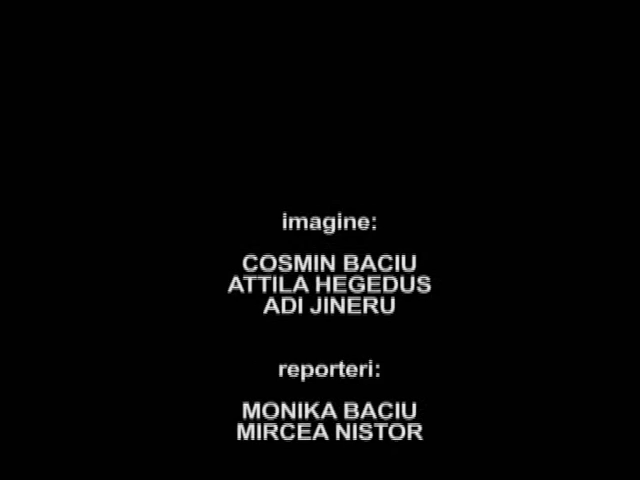 imagine:
COSMIN BACIU
ATTILA HEGEDUS
ADI JINERU
reporteri:
MONIKA BACIU
MIRCEA NISTOR